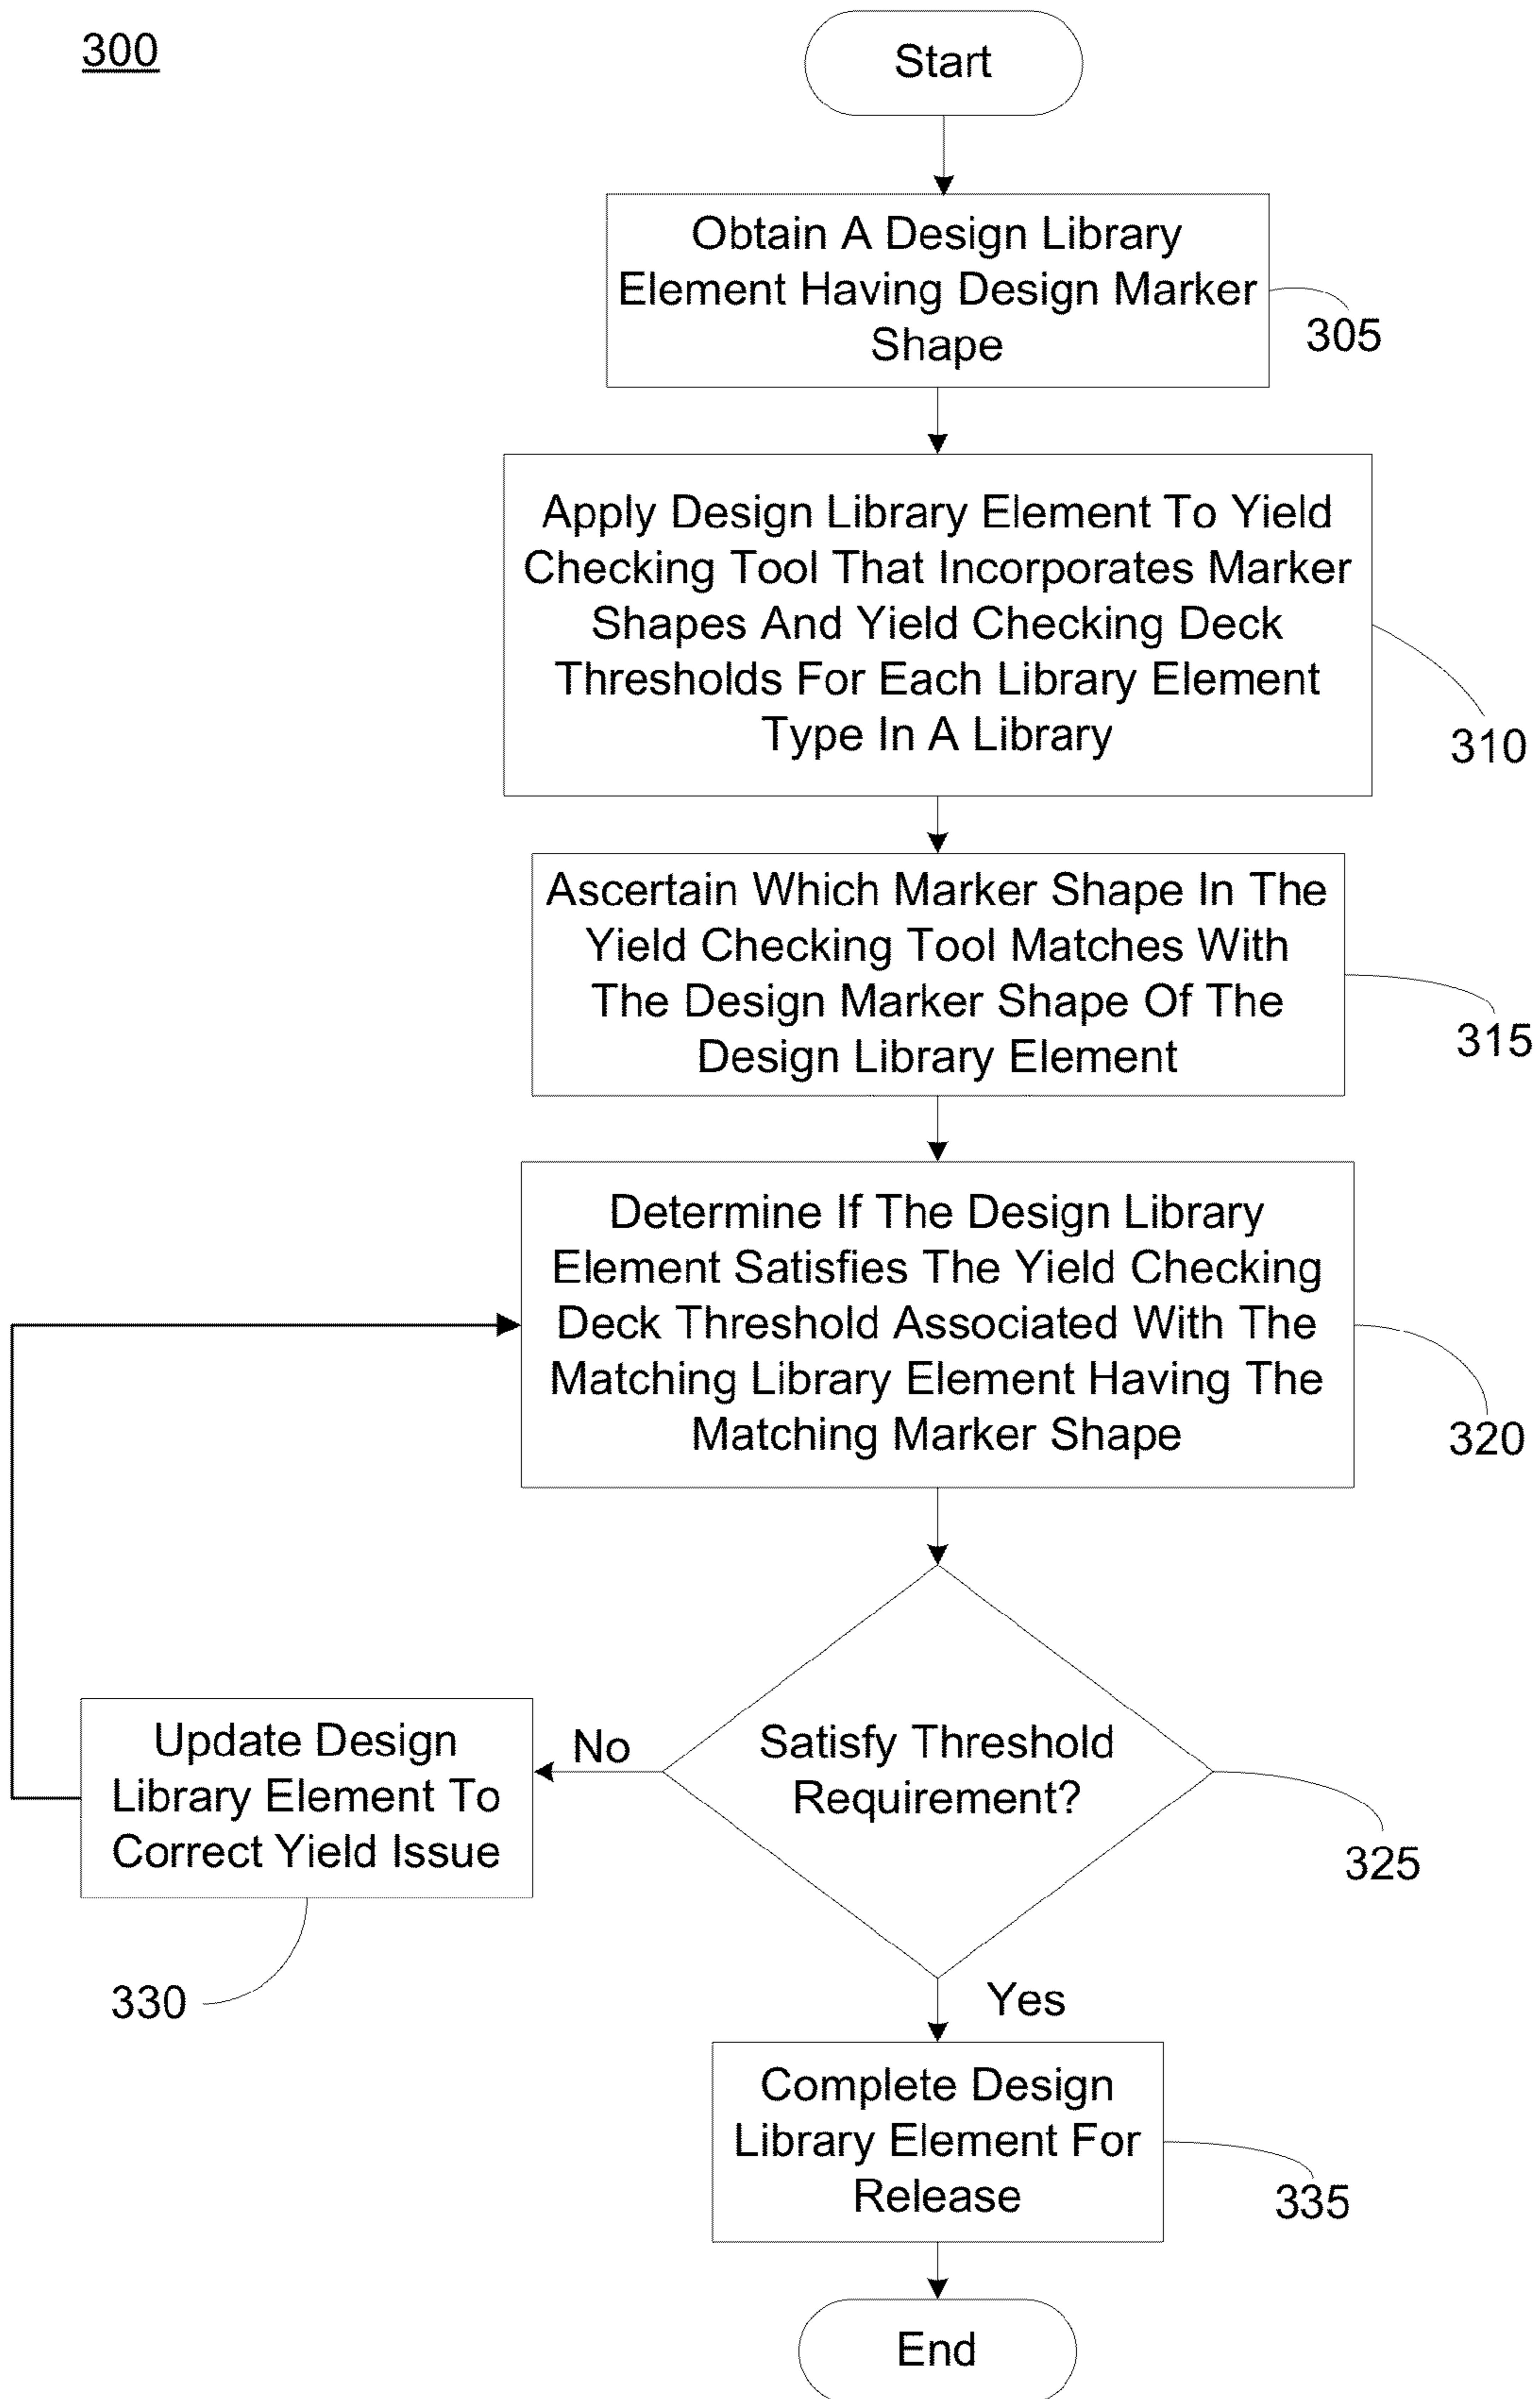 300
Start
Obtain A Design Library
Element Having Design Marker
Shape
305
Apply Design Library Element To Yield
Checking Tool That Incorporates Marker
Shapes And Yield Checking Deck
Thresholds For Each Library Element
Type In A Library
310
Ascertain Which Marker Shape In The
Yield Checking Tool Matches With
The Design Marker Shape Of The
Design Library Element
315
Determine If The Design Library
Element Satisfies The Yield Checking
Deck Threshold Associated With The
Matching Library Element Having The
Matching Marker Shape
320
Satisfy Threshold
Requirement?
325
No
Update Design
Library Element To
Correct Yield Issue
330
Yes
Complete Design
Library Element For
Release
335
End